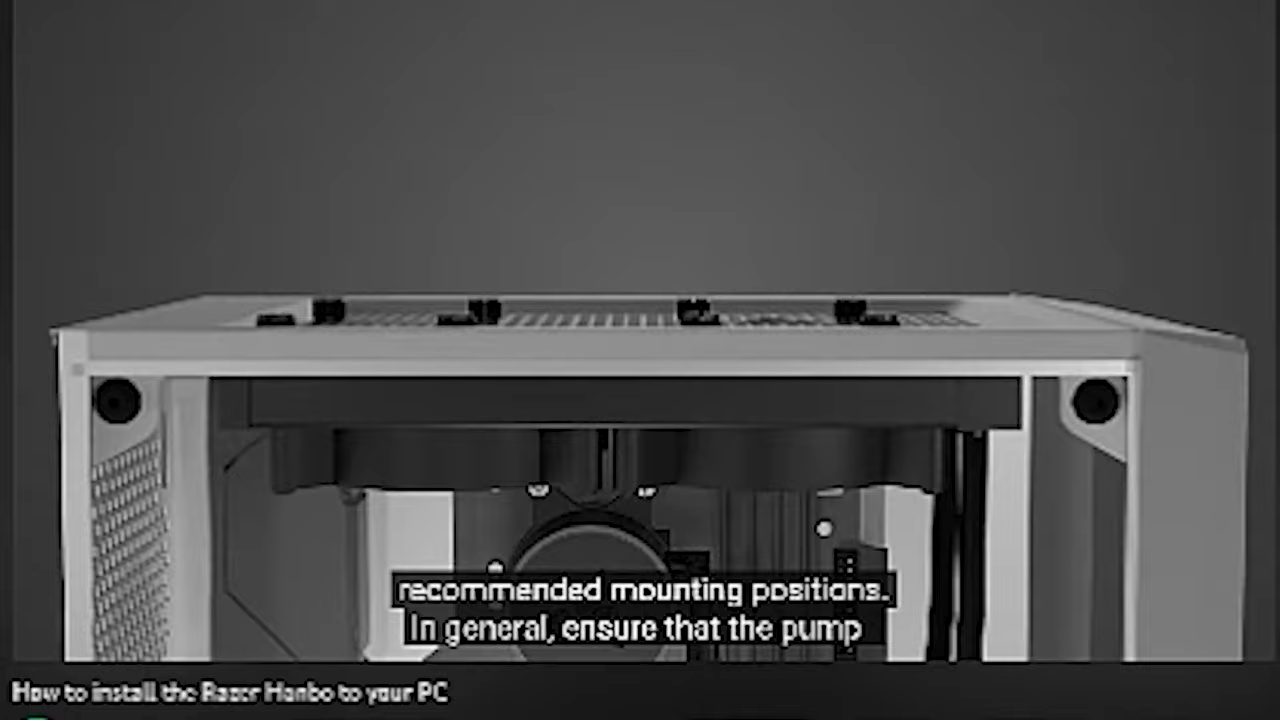 recommended mounting positions.
In general, ensure that the pump
How to install the Razer Hanbo to your PC